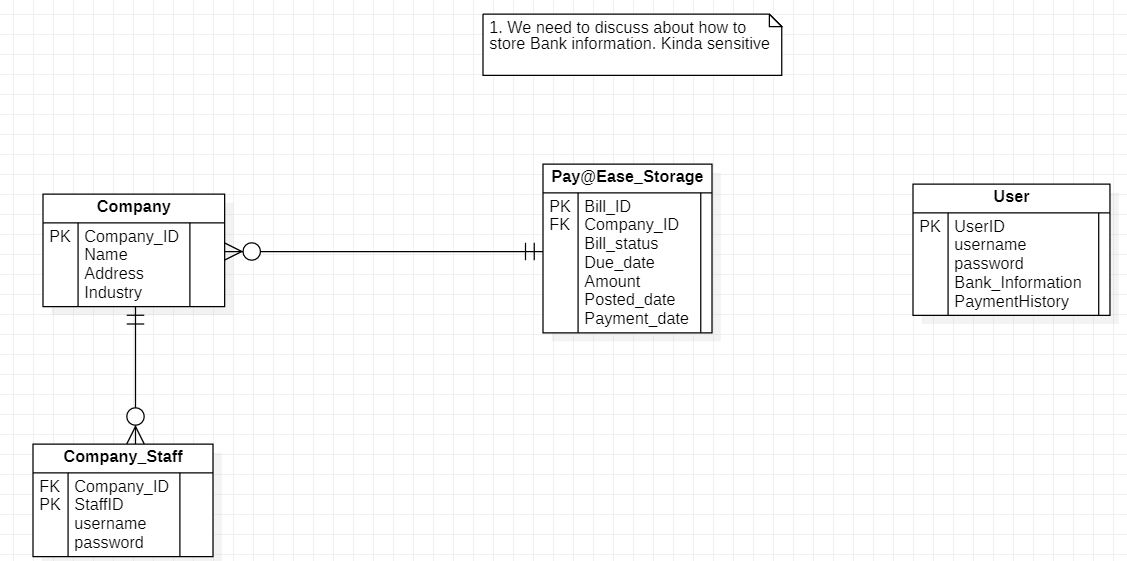 1. We need to discuss about how to
store Bank information. Kinda sensitive
Company
PK Company_ID
Name
Address
Industry
Pay@Ease_Storage
PK Bill_ID
FK Company_ID
Bill_status
Due_date
Amount
Posted_date
Payment_date
User
PK UserID
username
password
Bank_Information
PaymentHistory
Company_Staff
FK Company_ID
PK StaffID
username
password